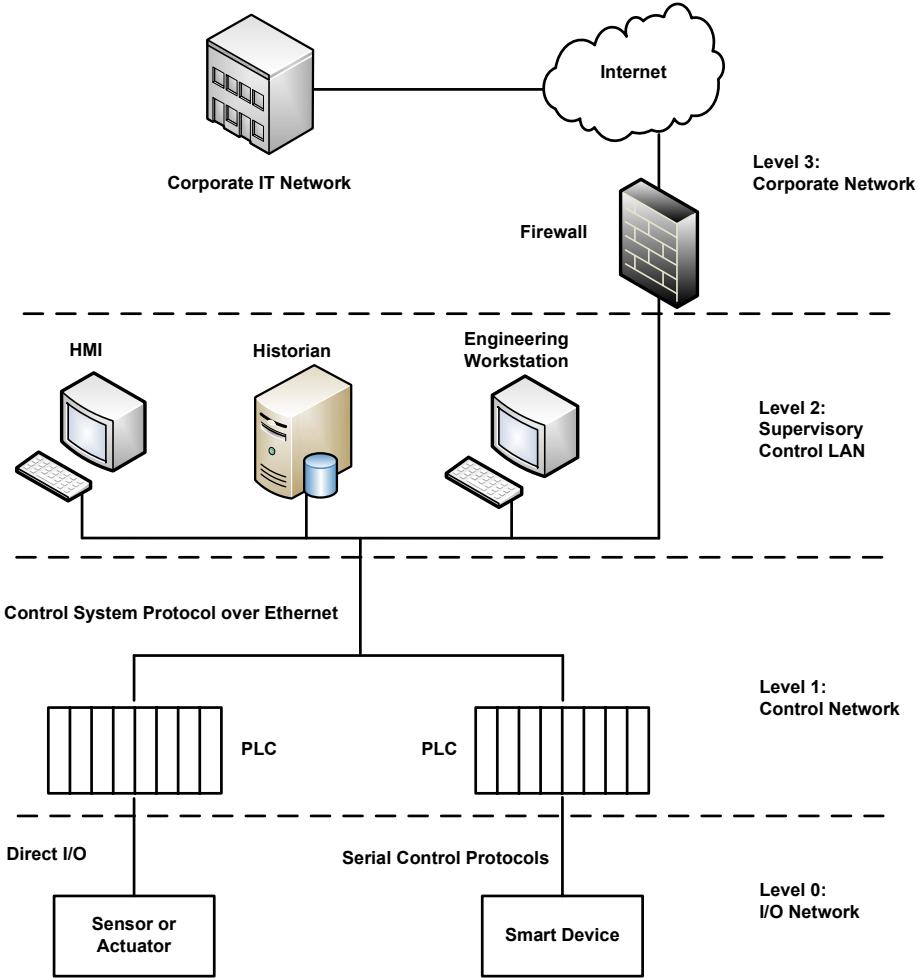 Internet
Corporate IT Network
Level 3:
Corporate Network
Firewall
HMI
Historian
Engineering
Workstation
Level 2:
Supervisory
Control LAN
Control System Protocol over Ethernet
Level 1:
Control Network
PLC
PLC
Direct I/O
Serial Control Protocols
Level 0:
I/O Network
Sensor or
Actuator
Smart Device